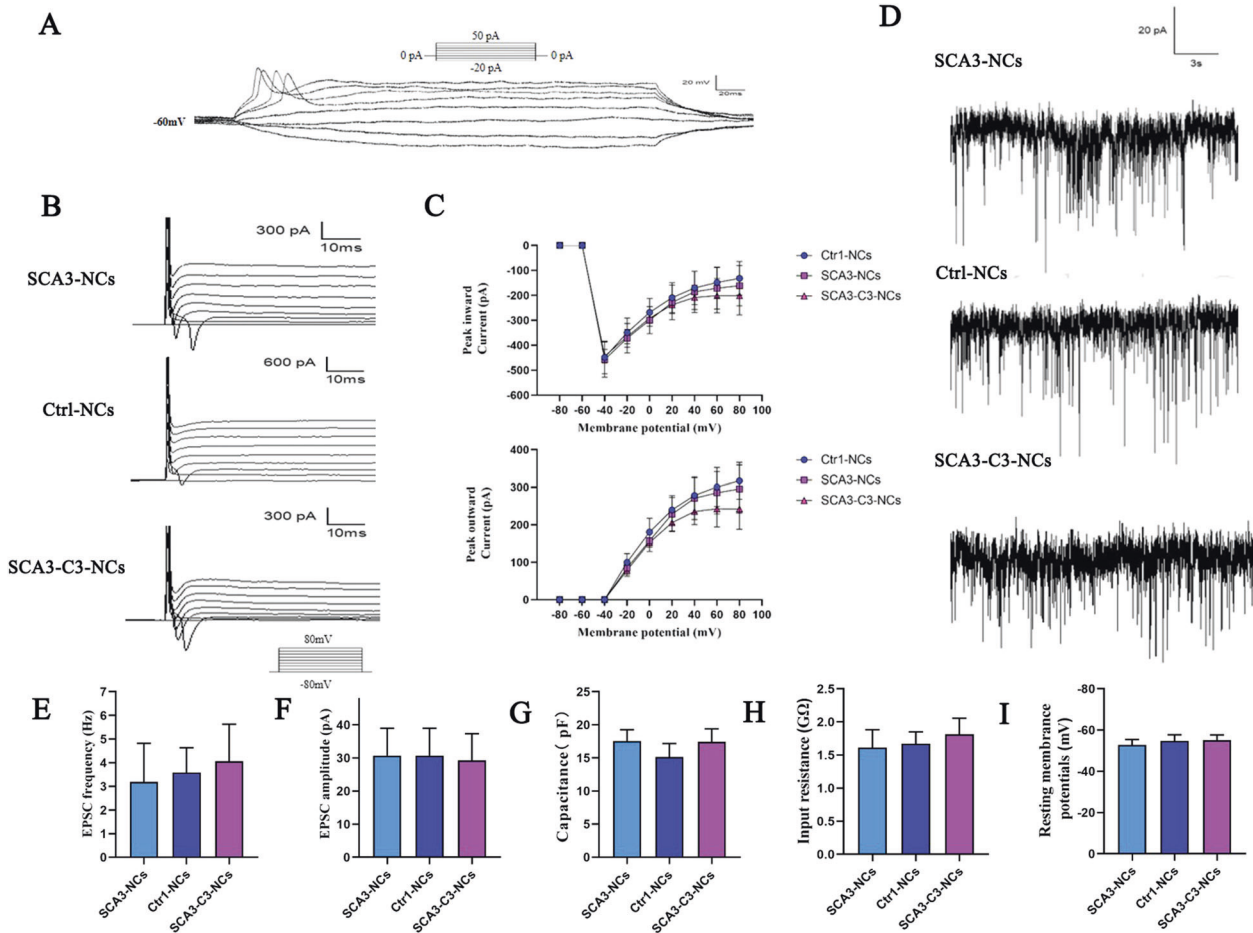 A
50 pA
0 pA
0 pA
-20 pA
20 mV
20ms
-60mV
B
300 pA
10ms
SCA3-NCs
600 pA
10ms
Ctrl-NCs
300 pA
10ms
SCA3-C3-NCs
80mV
-80mV
C
0
-100
-200
-300
-400
-500
-600
Peak inward
Current (pA)
-80 -60 -40 -20 0 20 40 60 80 100
Membrane potential (mV)
Ctr1-NCs
SCA3-NCs
SCA3-C3-NCs
400
300
200
100
0
Peak outward
Current (pA)
-80 -60 -40 -20 0 20 40 60 80 100
Membrane potential (mV)
Ctr1-NCs
SCA3-NCs
SCA3-C3-NCs
D
20 pA
3s
SCA3-NCs
Ctrl-NCs
SCA3-C3-NCs
E
7
6
5
4
3
2
1
0
EPSC frequency (Hz)
SCA3-NCs
Ctr1-NCs
SCA3-C3-NCs
F
40
30
20
10
0
EPSC amplitude (pA)
SCA3-NCs
Ctr1-NCs
SCA3-C3-NCs
G
25
20
15
10
5
0
Capacitance( pF)
SCA3-NCs
Ctr1-NCs
SCA3-C3-NCs
H
2.5
2.0
1.5
1.0
0.5
0.0
Input resistance (GΩ)
SCA3-NCs
Ctr1-NCs
SCA3-C3-NCs
I
-80
-60
-40
-20
0
Resting membrane
potentials (mV)
SCA3-NCs
Ctr1-NCs
SCA3-C3-NCs